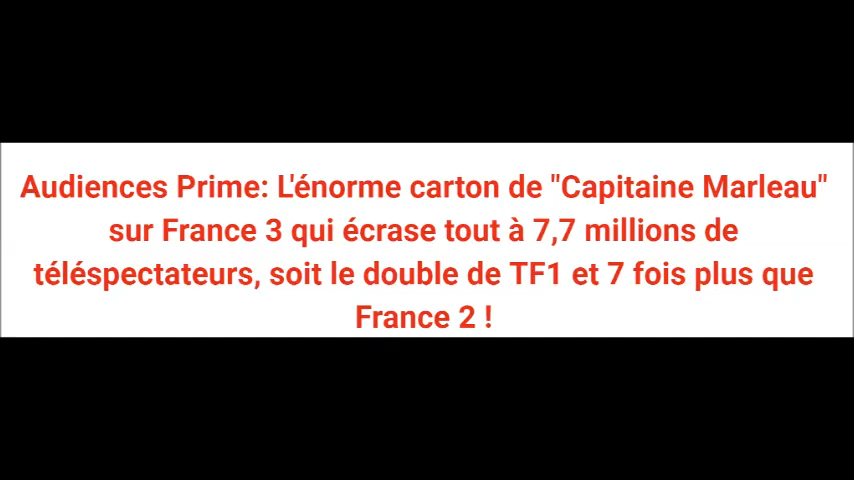 Audiences Prime: L'énorme carton de "Capitaine Marleau"
sur France 3 qui écrase tout à 7,7 millions de
téléspectateurs, soit le double de TF1 et 7 fois plus que
France 2 !